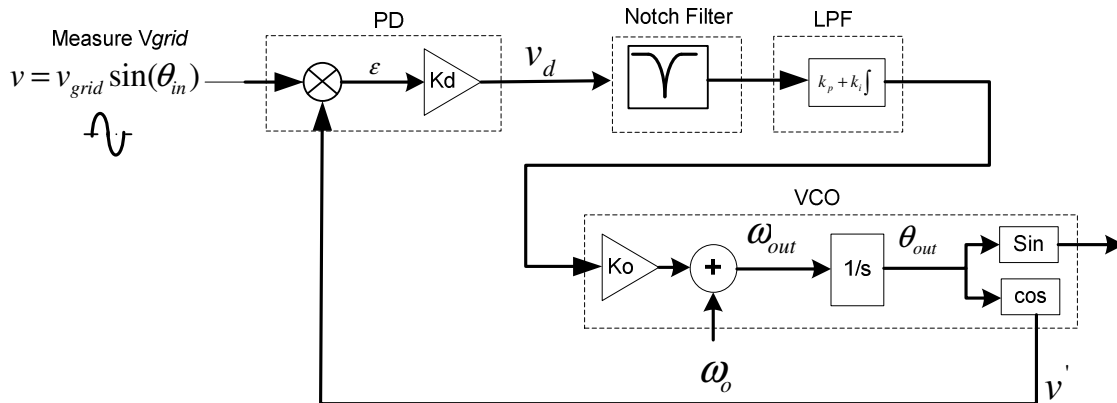 PD
Notch Filter
LPF
Measure Vgrid
v = v_grid sin(θ_in)
ε
Kd
v_d
k_p + k_i ∫
VCO
Ko
+
ω_out
1/s
θ_out
Sin
cos
ω_o
v'